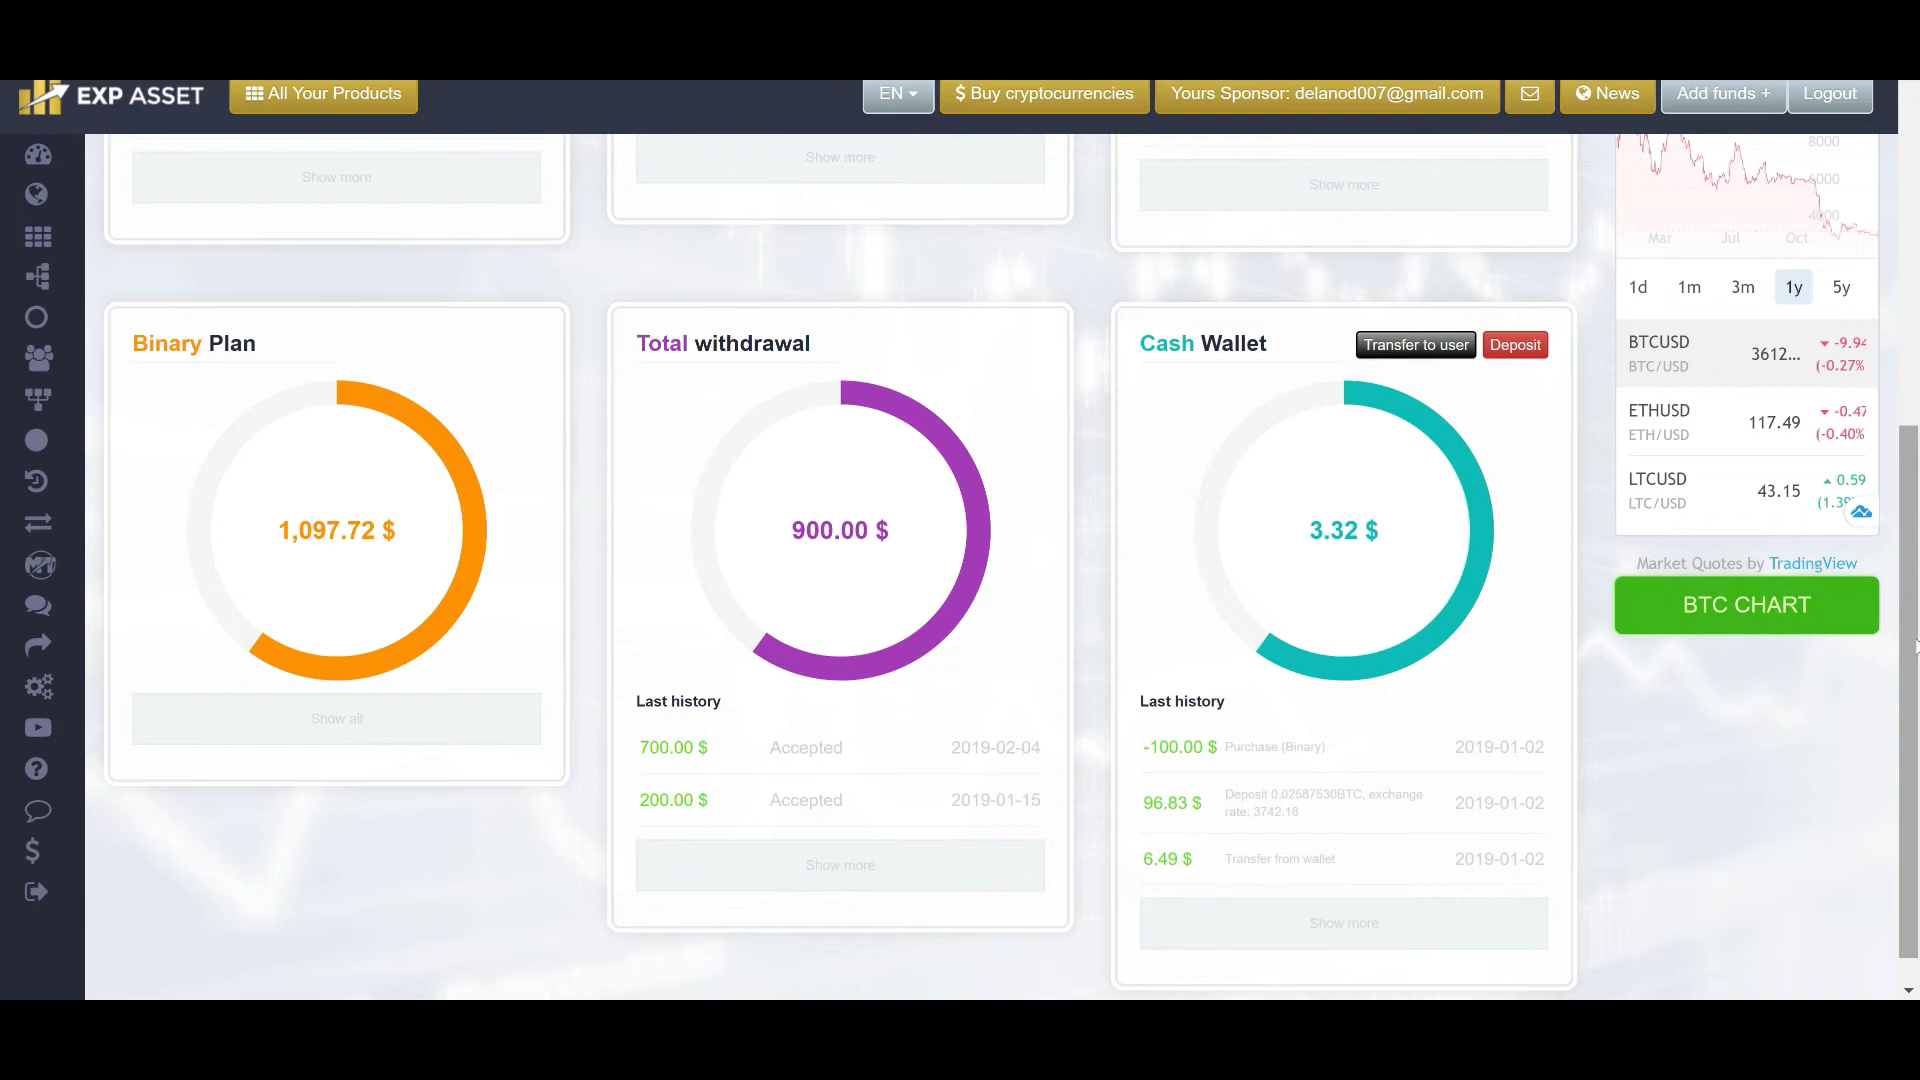 EXP ASSET
All Your Products
EN
$ Buy cryptocurrencies
Yours Sponsor: delanod007@gmail.com
News
Add funds +
Logout
Show more
Show more
Show more
8000
6000
4000
Mar Jul Oct
1d 1m 3m 1y 5y
BTCUSD 3612... -9.94
BTC/USD (-0.27%
ETHUSD 117.49 -0.47
ETH/USD (-0.40%
LTCUSD 43.15 0.59
LTC/USD (1.39
Market Quotes by TradingView
BTC CHART
Binary Plan
1,097.72 $
Show all
Total withdrawal
900.00 $
Last history
700.00 $ Accepted 2019-02-04
200.00 $ Accepted 2019-01-15
Show more
Cash Wallet
Transfer to user
Deposit
3.32 $
Last history
-100.00 $ Purchase (Binary) 2019-01-02
96.83 $ Deposit 0.02587530BTC, exchange
rate: 3742.18 2019-01-02
6.49 $ Transfer from wallet 2019-01-02
Show more